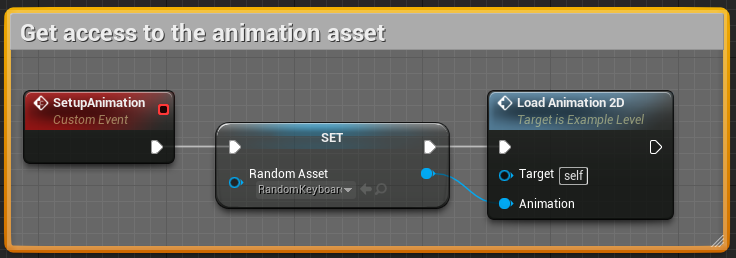 Get access to the animation asset
SetupAnimation
Custom Event
SET
Random Asset
RandomKeyboar
Load Animation 2D
Target is Example Level
Target self
Animation